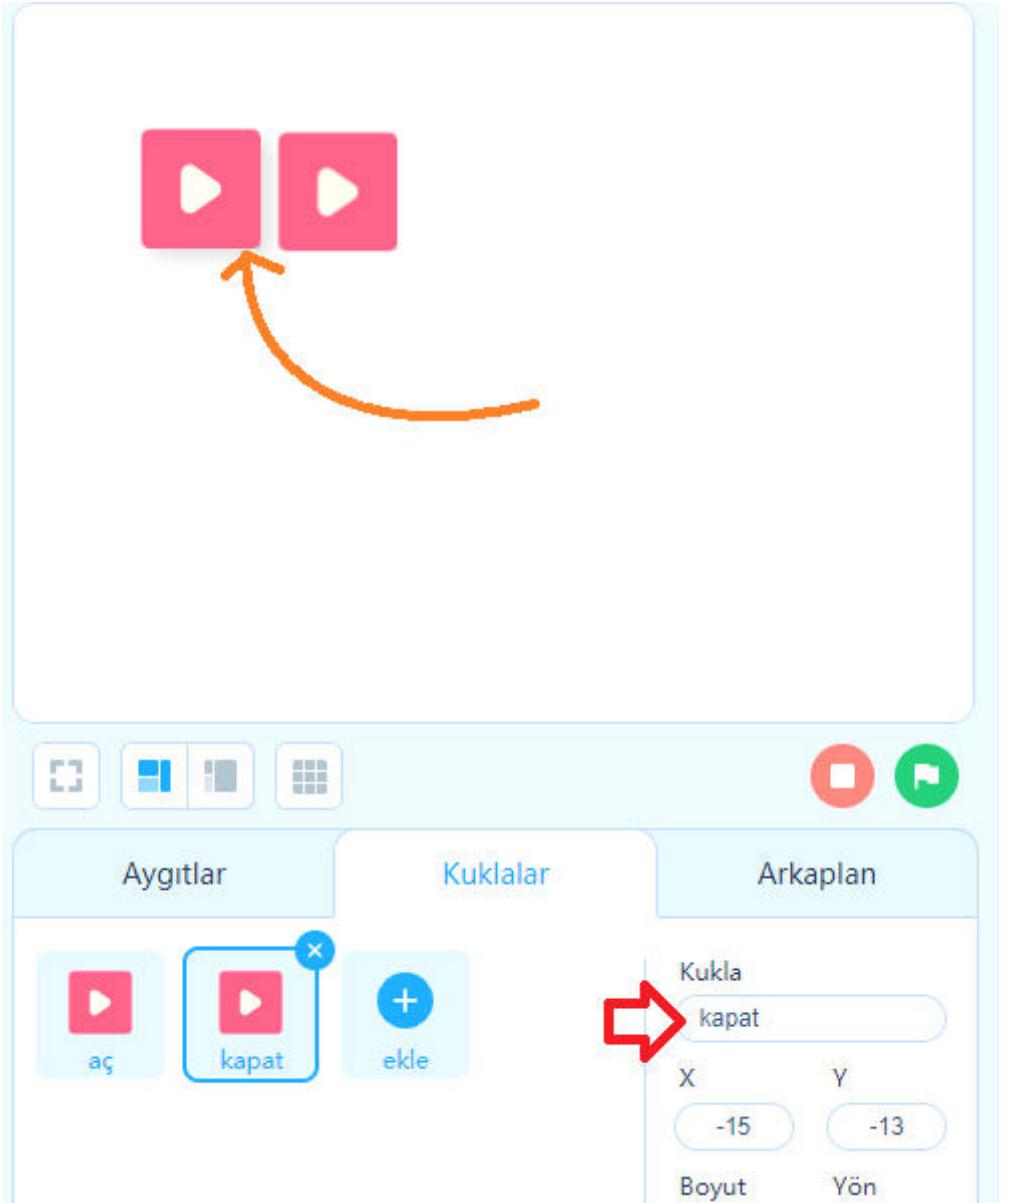 Aygıtlar Kuklalar Arkaplan
aç kapat ekle
Kukla
kapat
X Y
-15 -13
Boyut Yön